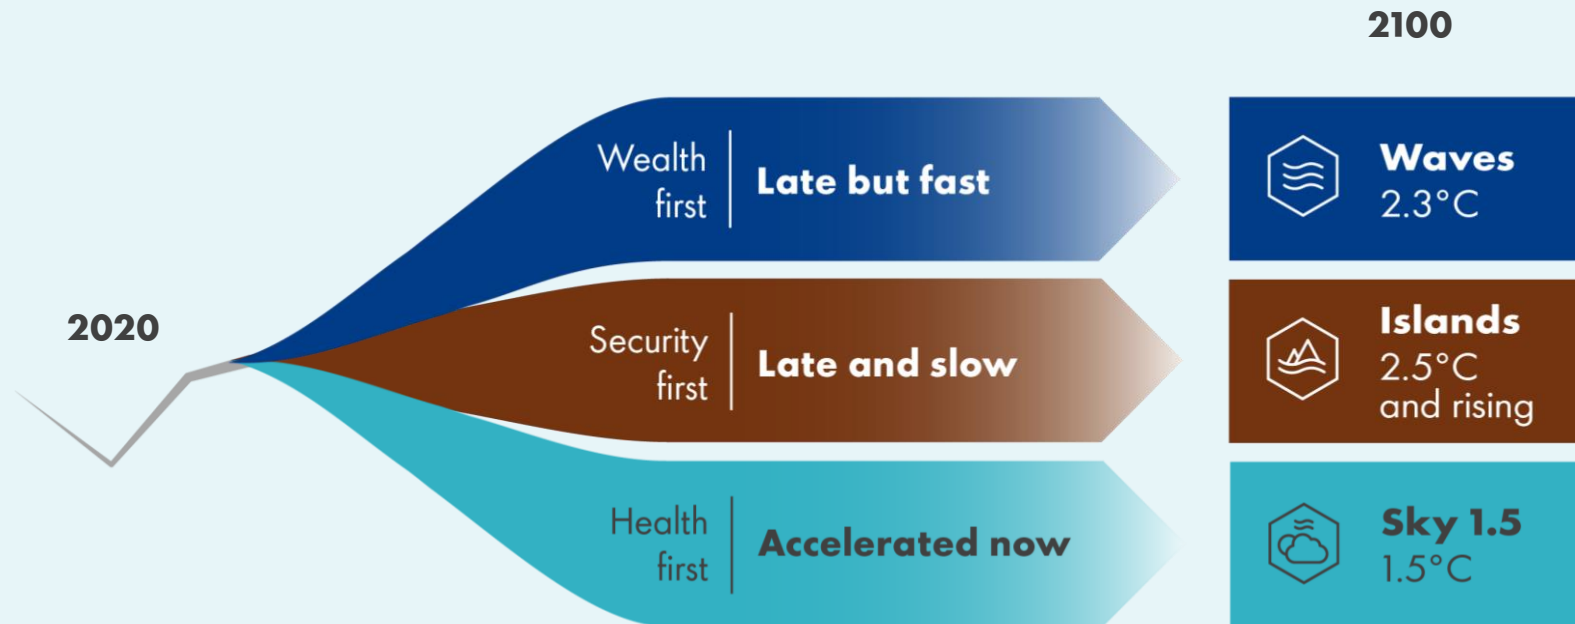 2100
2020
Wealth
first
Late but fast
Waves
2.3°C
Security
first
Late and slow
Islands
2.5°C
and rising
Health
first
Accelerated now
Sky 1.5
1.5°C